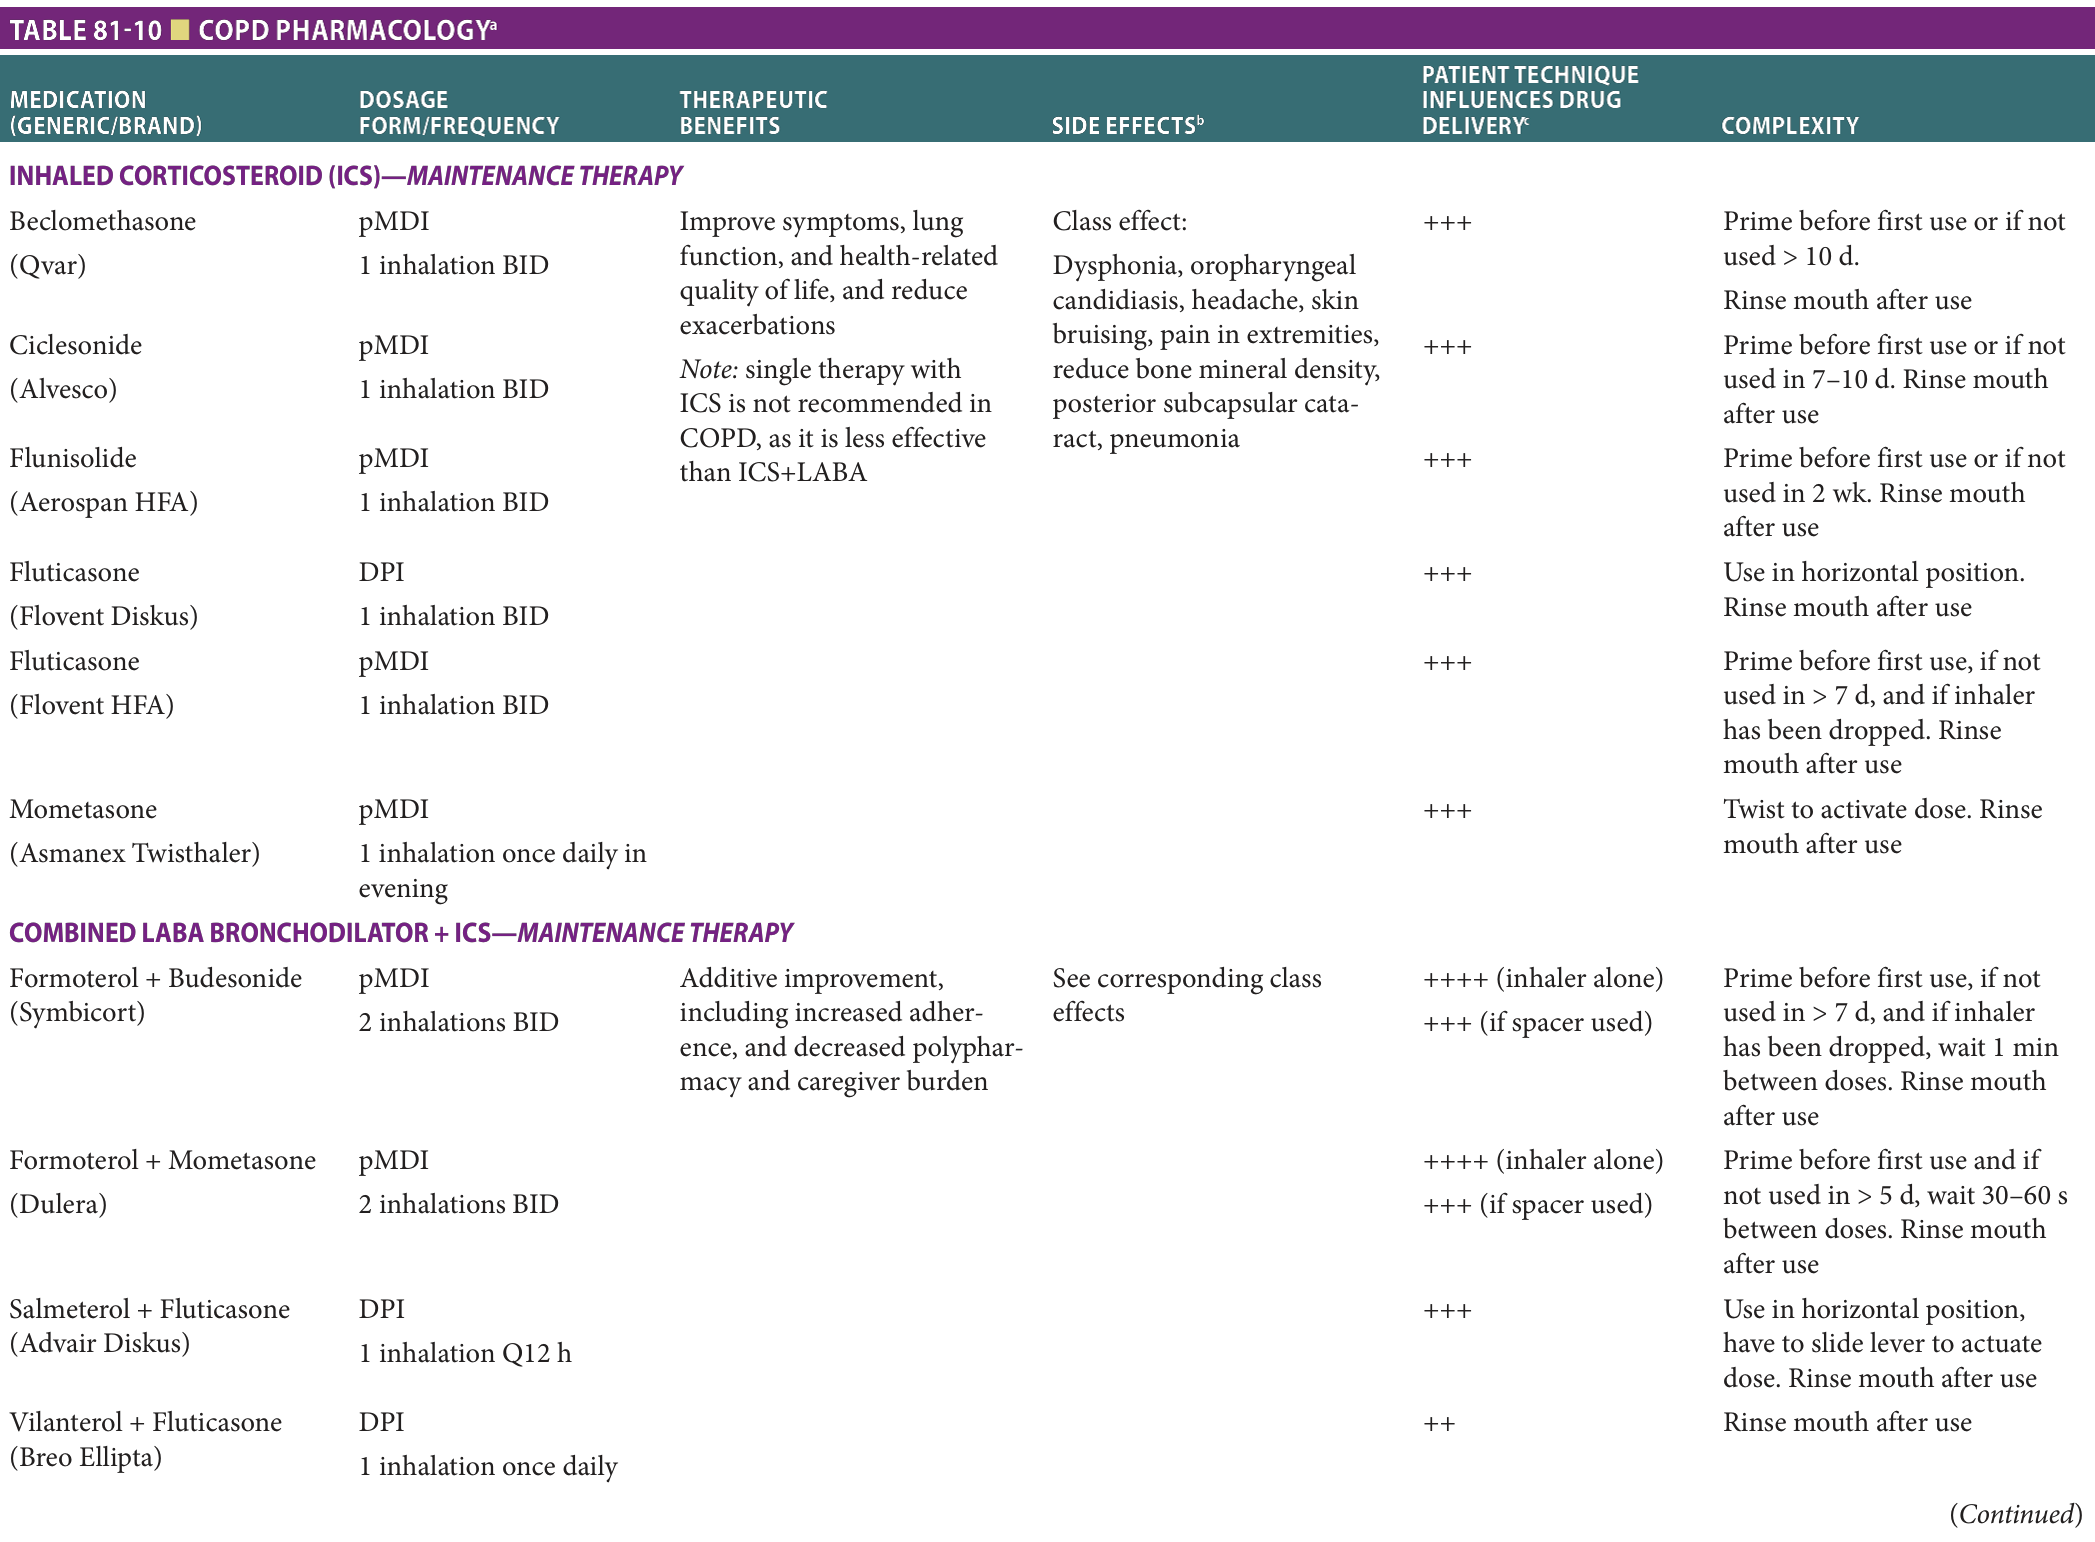 TABLE 81-10 ■ COPD PHARMACOLOGYa
MEDICATION
(GENERIC/BRAND)
DOSAGE
FORM/FREQUENCY
THERAPEUTIC
BENEFITS
SIDE EFFECTSb
PATIENT TECHNIQUE
INFLUENCES DRUG
DELIVERYc
COMPLEXITY
INHALED CORTICOSTEROID (ICS)—MAINTENANCE THERAPY
Beclomethasone
(Qvar)
pMDI
1 inhalation BID
Improve symptoms, lung
function, and health-related
quality of life, and reduce
exacerbations
Note: single therapy with
ICS is not recommended in
COPD, as it is less effective
than ICS+LABA
Class effect:
Dysphonia, oropharyngeal
candidiasis, headache, skin
bruising, pain in extremities,
reduce bone mineral density,
posterior subcapsular cata-
ract, pneumonia
+++
Prime before first use or if not
used > 10 d.
Rinse mouth after use
Ciclesonide
(Alvesco)
pMDI
1 inhalation BID
+++
Prime before first use or if not
used in 7–10 d. Rinse mouth
after use
Flunisolide
(Aerospan HFA)
pMDI
1 inhalation BID
+++
Prime before first use or if not
used in 2 wk. Rinse mouth
after use
Fluticasone
(Flovent Diskus)
DPI
1 inhalation BID
+++
Use in horizontal position.
Rinse mouth after use
Fluticasone
(Flovent HFA)
pMDI
1 inhalation BID
+++
Prime before first use, if not
used in > 7 d, and if inhaler
has been dropped. Rinse
mouth after use
Mometasone
(Asmanex Twisthaler)
pMDI
1 inhalation once daily in
evening
+++
Twist to activate dose. Rinse
mouth after use
COMBINED LABA BRONCHODILATOR + ICS—MAINTENANCE THERAPY
Formoterol + Budesonide
(Symbicort)
pMDI
2 inhalations BID
Additive improvement,
including increased adher-
ence, and decreased polyphar-
macy and caregiver burden
See corresponding class
effects
++++ (inhaler alone)
+++ (if spacer used)
Prime before first use, if not
used in > 7 d, and if inhaler
has been dropped, wait 1 min
between doses. Rinse mouth
after use
Formoterol + Mometasone
(Dulera)
pMDI
2 inhalations BID
++++ (inhaler alone)
+++ (if spacer used)
Prime before first use and if
not used in > 5 d, wait 30–60 s
between doses. Rinse mouth
after use
Salmeterol + Fluticasone
(Advair Diskus)
DPI
1 inhalation Q12 h
+++
Use in horizontal position,
have to slide lever to actuate
dose. Rinse mouth after use
Vilanterol + Fluticasone
(Breo Ellipta)
DPI
1 inhalation once daily
++
Rinse mouth after use
(Continued)